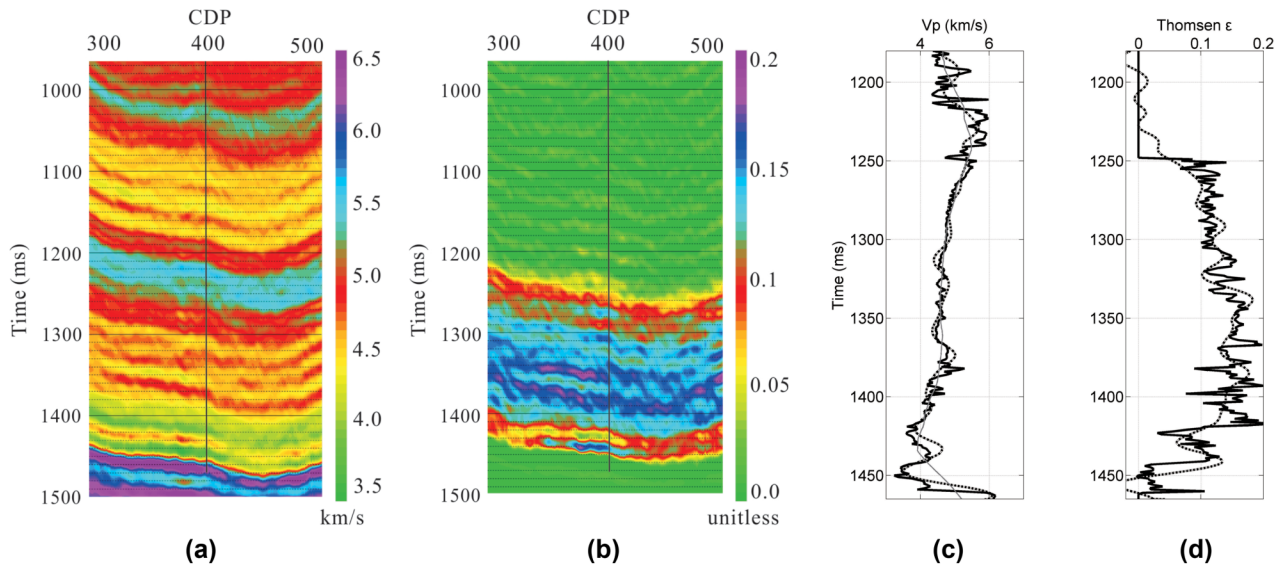 CDP
300 400 500
Time (ms)
1000
1100
1200
1300
1400
1500
6.5
6.0
5.5
5.0
4.5
4.0
3.5
km/s
(a)
CDP
300 400 500
Time (ms)
1000
1100
1200
1300
1400
1500
0.2
0.15
0.1
0.05
0.0
unitless
(b)
Vp (km/s)
4 6
Time (ms)
1200
1250
1300
1350
1400
1450
(c)
Thomsen ε
0 0.1 0.2
1200
1250
1300
1350
1400
1450
(d)